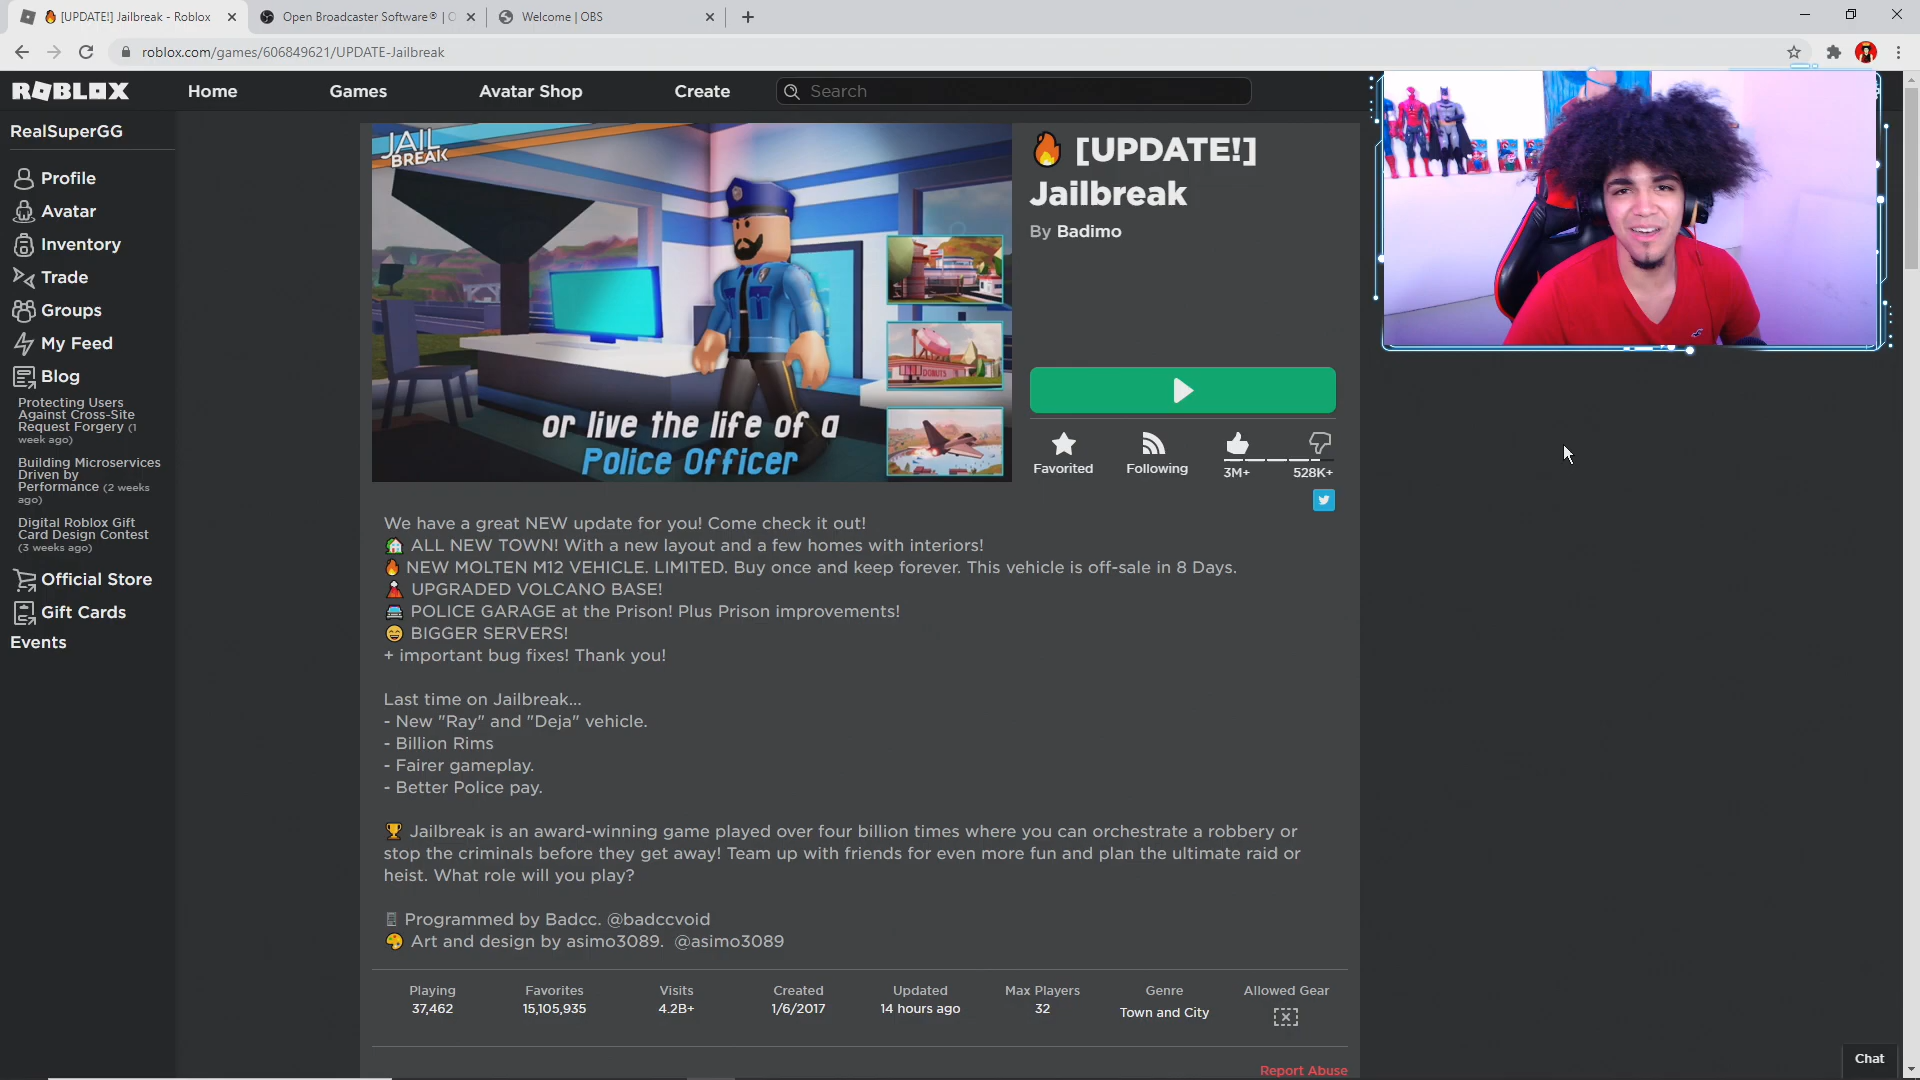 [UPDATE!] Jailbreak - Roblox
Open Broadcaster Software® | O
Welcome | OBS
roblox.com/games/606849621/UPDATE-Jailbreak
ROBLOX
Home
Games
Avatar Shop
Create
Search
RealSuperGG
Profile
Avatar
Inventory
Trade
Groups
My Feed
Blog
Protecting Users
Against Cross-Site
Request Forgery (1
week ago)
Building Microservices
Driven by
Performance (2 weeks
ago)
Digital Roblox Gift
Card Design Contest
(3 weeks ago)
Official Store
Gift Cards
Events
JAIL
BREAK
DONUTS
or live the life of a
Police Officer
🔥 [UPDATE!]
Jailbreak
By Badimo
Favorited
Following
3M+
528K+
We have a great NEW update for you! Come check it out!
🏠 ALL NEW TOWN! With a new layout and a few homes with interiors!
🔥 NEW MOLTEN M12 VEHICLE. LIMITED. Buy once and keep forever. This vehicle is off-sale in 8 Days.
🌋 UPGRADED VOLCANO BASE!
🚘 POLICE GARAGE at the Prison! Plus Prison improvements!
😄 BIGGER SERVERS!
+ important bug fixes! Thank you!
Last time on Jailbreak...
- New "Ray" and "Deja" vehicle.
- Billion Rims
- Fairer gameplay.
- Better Police pay.
🏆 Jailbreak is an award-winning game played over four billion times where you can orchestrate a robbery or
stop the criminals before they get away! Team up with friends for even more fun and plan the ultimate raid or
heist. What role will you play?
Programmed by Badcc. @badccvoid
🎨 Art and design by asimo3089. @asimo3089
Playing
37,462
Favorites
15,105,935
Visits
4.2B+
Created
1/6/2017
Updated
14 hours ago
Max Players
32
Genre
Town and City
Allowed Gear
Report Abuse
Chat